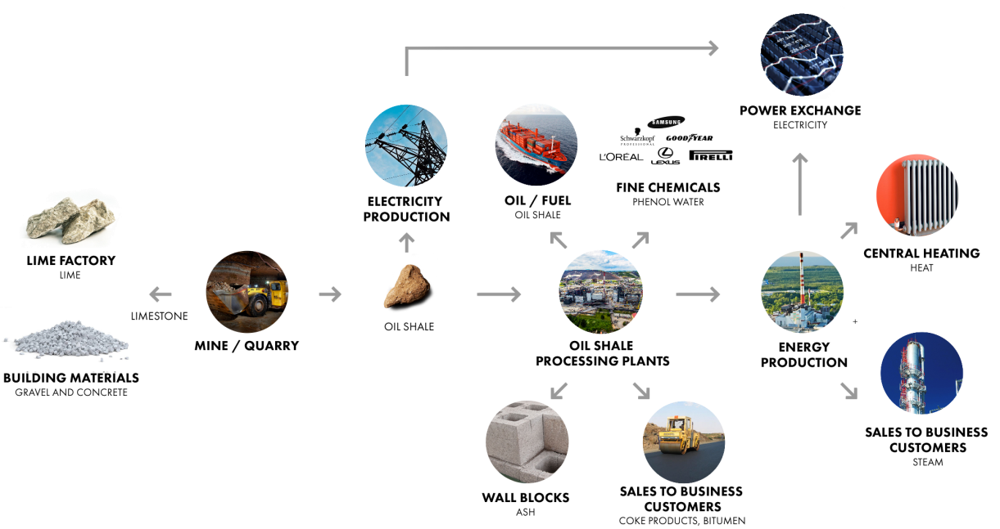 POWER EXCHANGE
ELECTRICITY
SAMSUNG
Schwarzkopf
PROFESSIONAL
GOODYEAR
L'ORÉAL
LEXUS
PIRELLI
ELECTRICITY
PRODUCTION
OIL / FUEL
OIL SHALE
FINE CHEMICALS
PHENOL WATER
LIME FACTORY
LIME
CENTRAL HEATING
HEAT
LIMESTONE
MINE / QUARRY
OIL SHALE
OIL SHALE
PROCESSING PLANTS
+
ENERGY
PRODUCTION
BUILDING MATERIALS
GRAVEL AND CONCRETE
SALES TO BUSINESS
CUSTOMERS
STEAM
WALL BLOCKS
ASH
SALES TO BUSINESS
CUSTOMERS
COKE PRODUCTS, BITUMEN